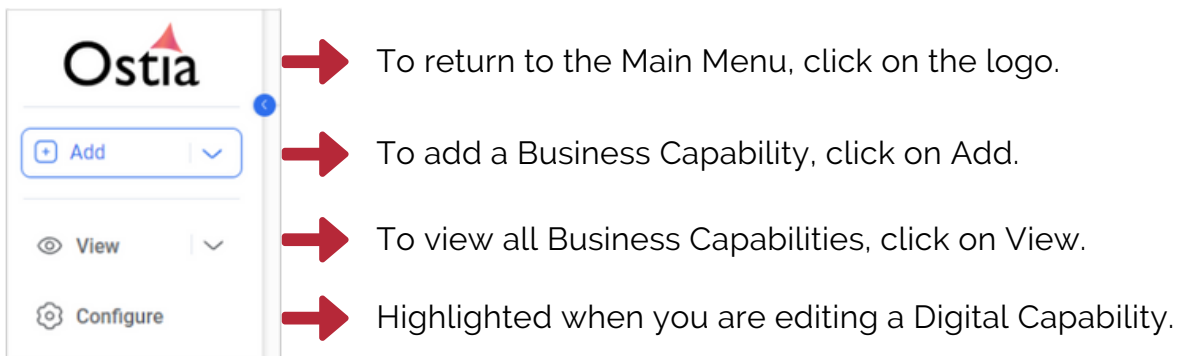 Ostia
To return to the Main Menu, click on the logo.
Add
To add a Business Capability, click on Add.
View
To view all Business Capabilities, click on View.
Configure
Highlighted when you are editing a Digital Capability.